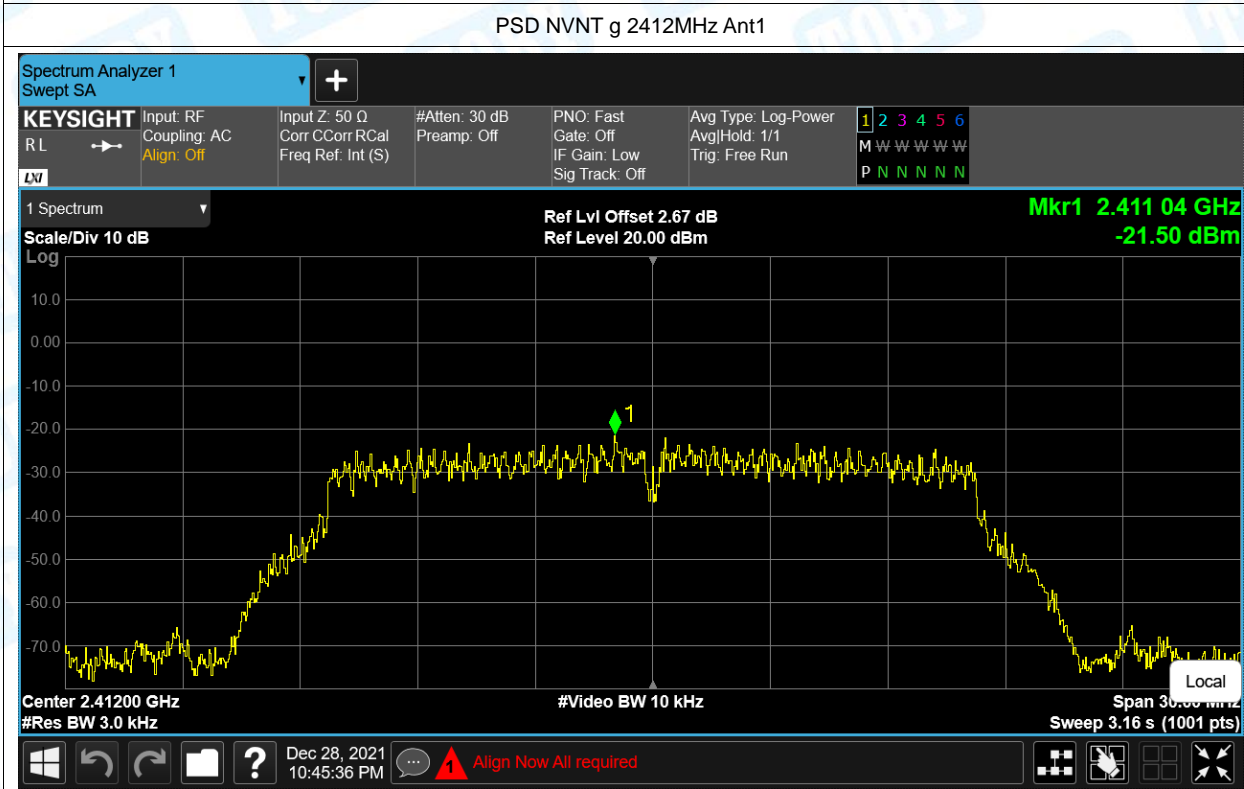 PSD NVNT g 2412MHz Ant1
Spectrum Analyzer 1
Swept SA
KEYSIGHT
R L
LXI
Input: RF
Coupling: AC
Align: Off
Input Z: 50 Ω
Corr CCorr RCal
Freq Ref: Int (S)
#Atten: 30 dB
Preamp: Off
PNO: Fast
Gate: Off
IF Gain: Low
Sig Track: Off
Avg Type: Log-Power
Avg|Hold: 1/1
Trig: Free Run
1 2 3 4 5 6
M W W W W W
P N N N N N
1 Spectrum
Scale/Div 10 dB
Log
Ref Lvl Offset 2.67 dB
Ref Level 20.00 dBm
Mkr1 2.411 04 GHz
-21.50 dBm
10.0
0.00
-10.0
-20.0
-30.0
-40.0
-50.0
-60.0
-70.0
1
Center 2.41200 GHz
#Res BW 3.0 kHz
#Video BW 10 kHz
Local
Span 30.00 MHz
Sweep 3.16 s (1001 pts)
?
Dec 28, 2021
10:45:36 PM
1
Align Now All required